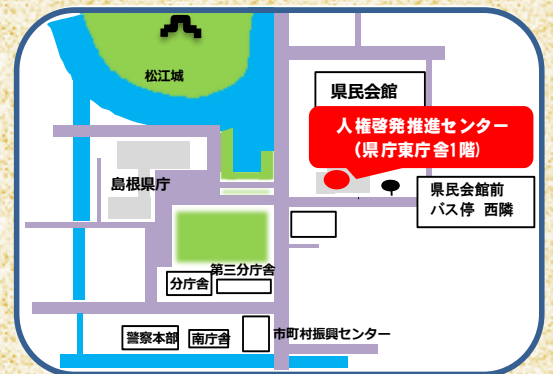 松江城
県民会館
人権啓発推進センター
(県庁東庁舎1階)
島根県庁
県民会館前
バス停 西隣
第三分庁舎
分庁舎
市町村振興センター
警察本部
南庁舎